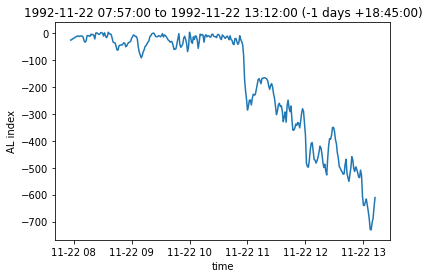 1992-11-22 07:57:00 to 1992-11-22 13:12:00 (-1 days +18:45:00)
0
−100
−200
−300
−400
−500
−600
−700
AL index
11-22 08 11-22 09 11-22 10 11-22 11 11-22 12 11-22 13
time